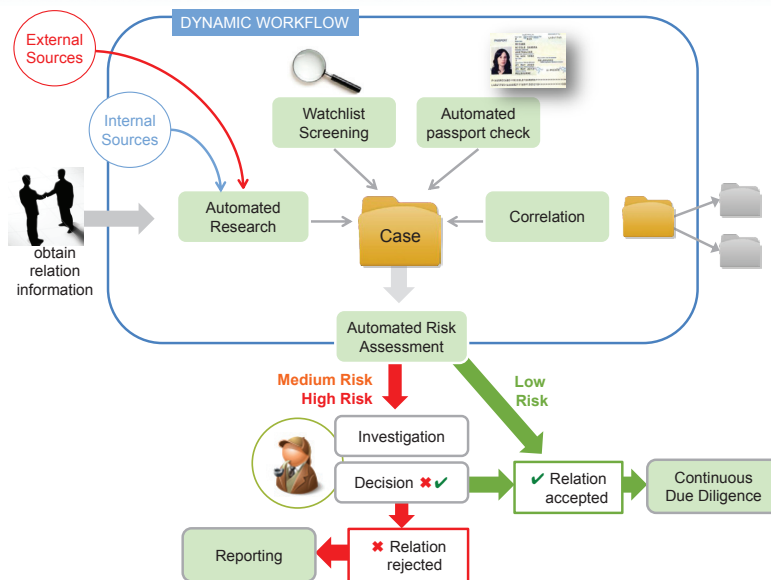 DYNAMIC WORKFLOW
External
Sources
Internal
Sources
Watchlist
Screening
Automated
passport check
obtain
relation
information
Automated
Research
Case
Correlation
Automated Risk
Assessment
Medium Risk
High Risk
Low
Risk
Investigation
Decision ✖ ✔
✔ Relation
accepted
Continuous
Due Diligence
Reporting
✖ Relation
rejected